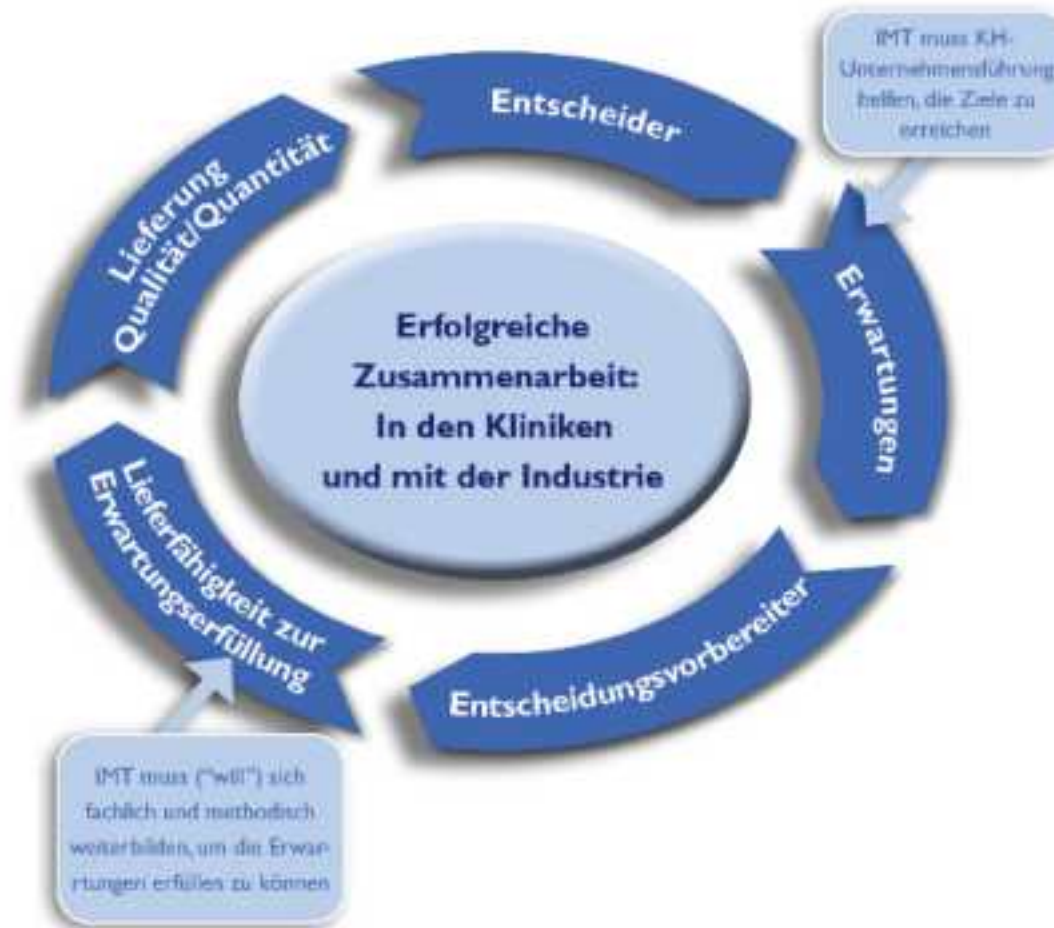 Entscheider
IMT muss KH-
Unternehmensführung
helfen, die Ziele zu
erreichen
Erwartungen
Entscheidungsvorbereiter
Lieferfähigkeit zur
Erwartungserfüllung
IMT muss ("will") sich
fachlich und methodisch
weiterbilden, um die Erwar-
rtungen erfüllen zu können
Lieferung
Qualität/Quantität
Erfolgreiche
Zusammenarbeit:
In den Kliniken
und mit der Industrie